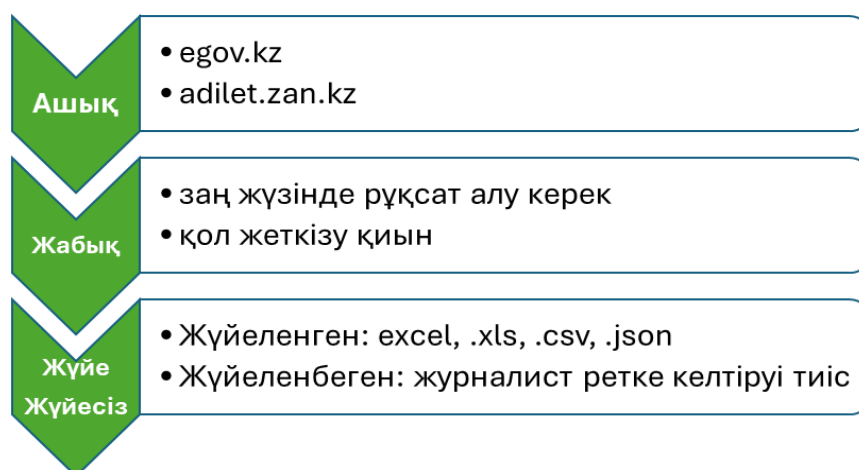 Ашық
• egov.kz
• adilet.zan.kz
Жабық
• заң жүзінде рұқсат алу керек
• қол жеткізу қиын
Жүйе
Жүйесіз
• Жүйеленген: excel, .xls, .csv, .json
• Жүйеленбеген: журналист ретке келтіруі тиіс